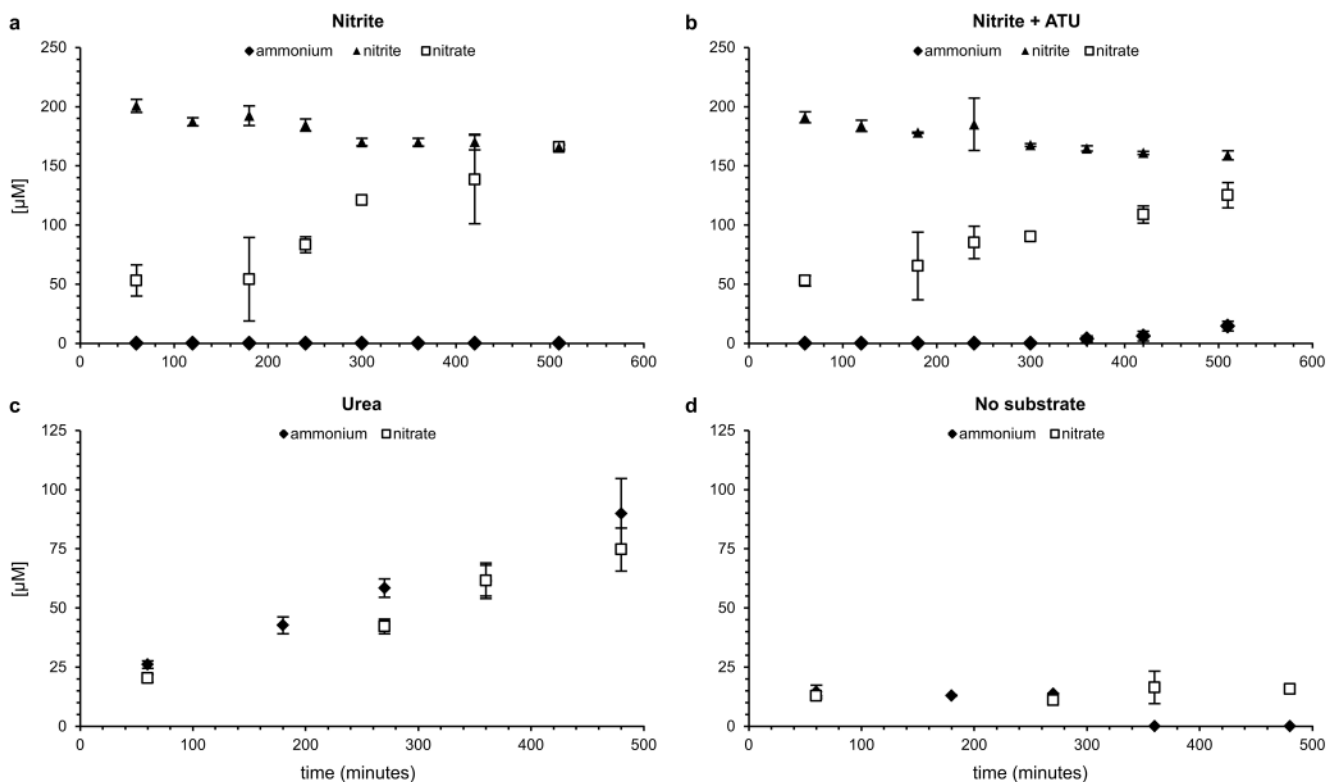 a Nitrite
◆ammonium ▲nitrite □nitrate
250
200
150
100
50
0
[µM]
0 100 200 300 400 500 600
b Nitrite + ATU
◆ammonium ▲nitrite □nitrate
250
200
150
100
50
0
0 100 200 300 400 500 600
c Urea
◆ammonium □nitrate
125
100
75
50
25
0
[µM]
0 100 200 300 400 500
time (minutes)
d No substrate
◆ammonium □nitrate
125
100
75
50
25
0
0 100 200 300 400 500
time (minutes)